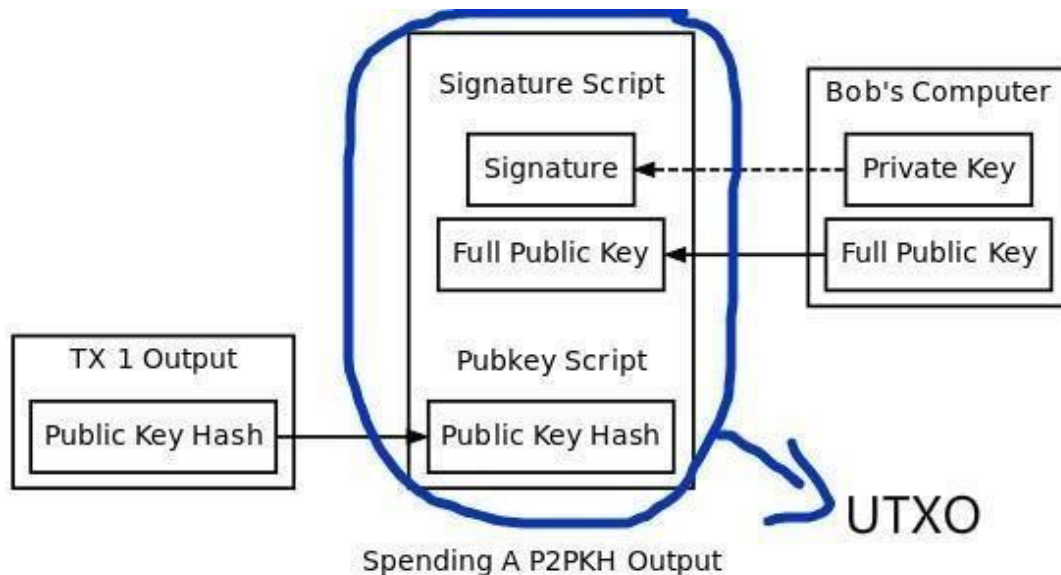 Signature Script
Signature
Full Public Key
Pubkey Script
Public Key Hash
Bob's Computer
Private Key
Full Public Key
TX 1 Output
Public Key Hash
UTXO
Spending A P2PKH Output